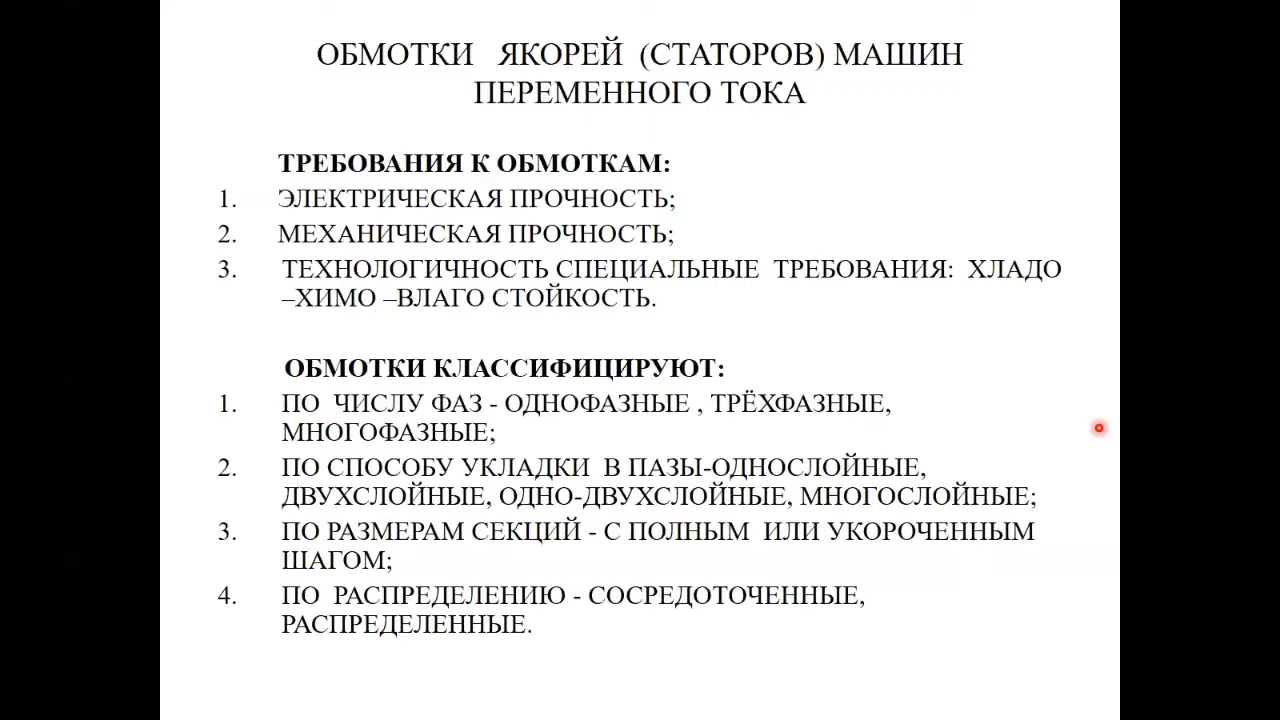 ОБМОТКИ ЯКОРЕЙ (СТАТОРОВ) МАШИН
ПЕРЕМЕННОГО ТОКА
ТРЕБОВАНИЯ К ОБМОТКАМ:
1. ЭЛЕКТРИЧЕСКАЯ ПРОЧНОСТЬ;
2. МЕХАНИЧЕСКАЯ ПРОЧНОСТЬ;
3. ТЕХНОЛОГИЧНОСТЬ СПЕЦИАЛЬНЫЕ ТРЕБОВАНИЯ: ХЛАДО
–ХИМО –ВЛАГО СТОЙКОСТЬ.
ОБМОТКИ КЛАССИФИЦИРУЮТ:
1. ПО ЧИСЛУ ФАЗ - ОДНОФАЗНЫЕ , ТРЁХФАЗНЫЕ,
МНОГОФАЗНЫЕ;
2. ПО СПОСОБУ УКЛАДКИ В ПАЗЫ-ОДНОСЛОЙНЫЕ,
ДВУХСЛОЙНЫЕ, ОДНО-ДВУХСЛОЙНЫЕ, МНОГОСЛОЙНЫЕ;
3. ПО РАЗМЕРАМ СЕКЦИЙ - С ПОЛНЫМ ИЛИ УКОРОЧЕННЫМ
ШАГОМ;
4. ПО РАСПРЕДЕЛЕНИЮ - СОСРЕДОТОЧЕННЫЕ,
РАСПРЕДЕЛЕННЫЕ.